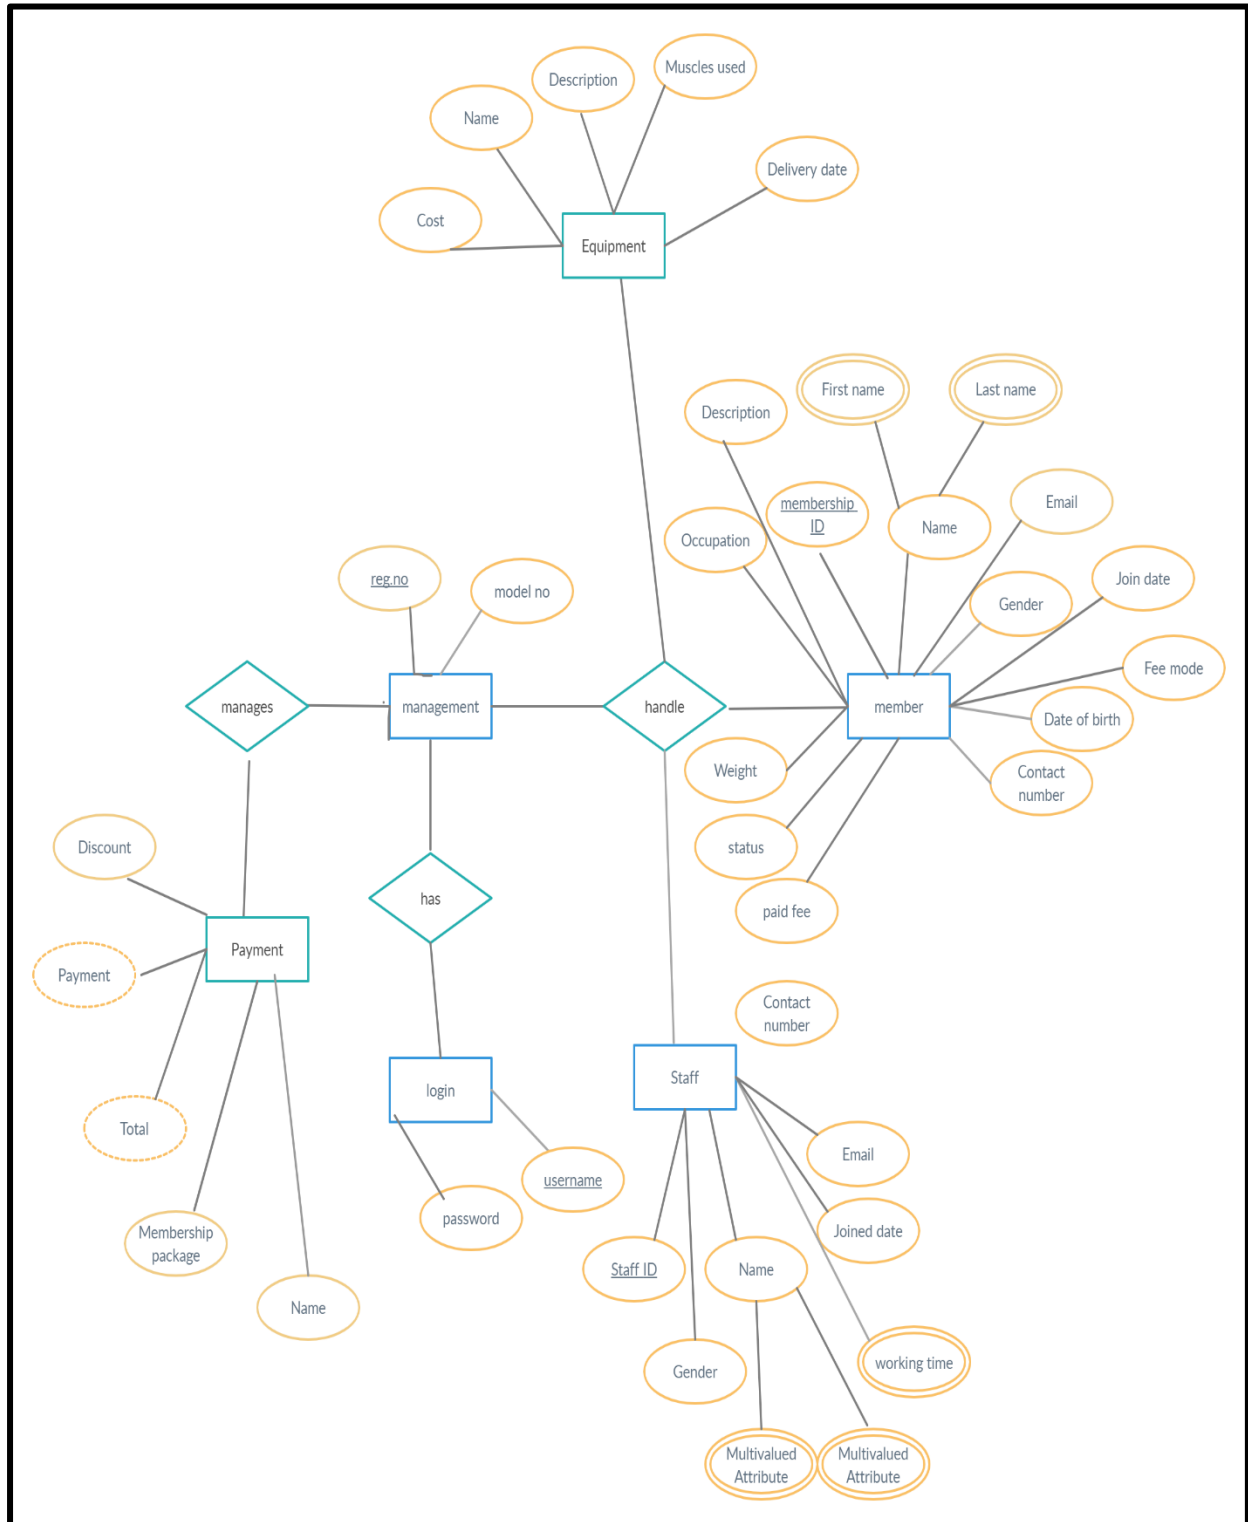 Muscles used
Description
Name
Delivery date
Cost
Equipment
First name
Last name
Description
membership
ID
Email
Name
Occupation
Join date
reg.no
model no
Gender
Fee mode
manages
management
handle
member
Date of birth
Weight
Contact
number
Discount
status
has
paid fee
Payment
Payment
Contact
number
Staff
login
Total
Email
username
password
Joined date
Membership
package
Staff ID
Name
Name
working time
Gender
Multivalued
Attribute
Multivalued
Attribute